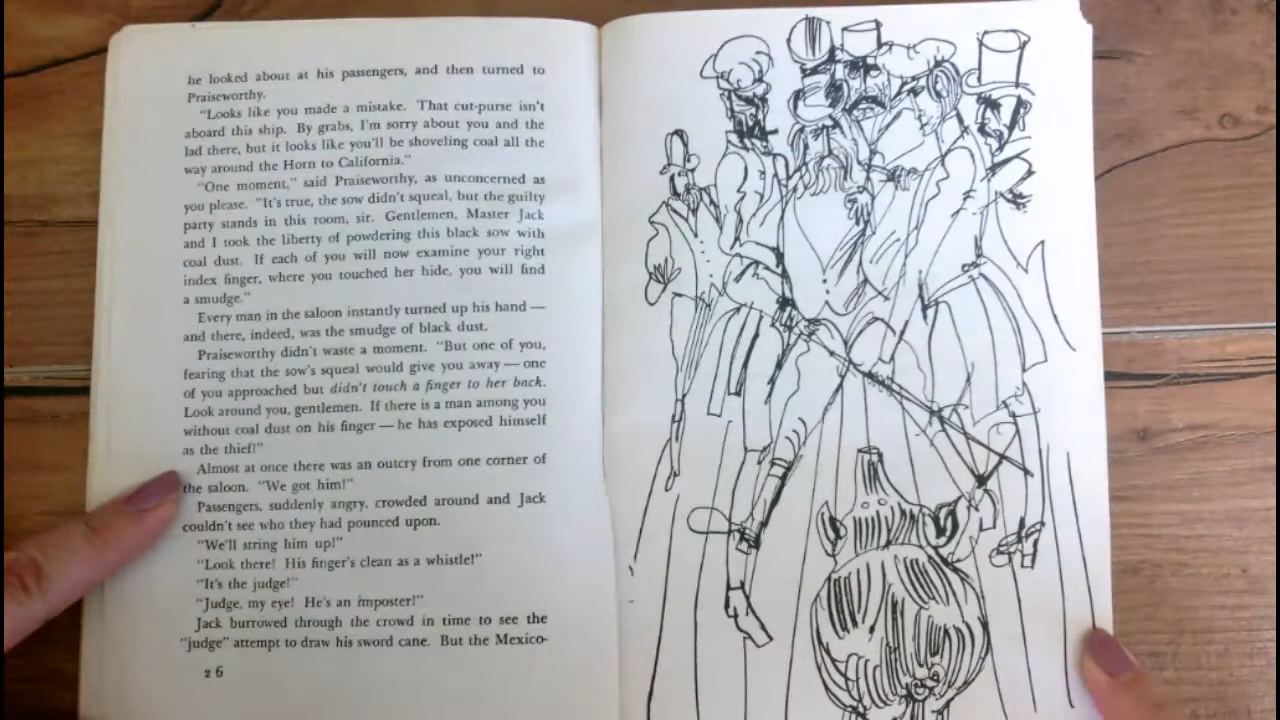 he looked about at his passengers, and then turned to
Praiseworthy.
"Looks like you made a mistake. That cut-purse isn't
aboard this ship. By grabs, I'm sorry about you and the
lad there, but it looks like you'll be shoveling coal all the
way around the Horn to California."
"One moment," said Praiseworthy, as unconcerned as
you please. "It's true, the sow didn't squeal, but the guilty
party stands in this room, sir. Gentlemen, Master Jack
and I took the liberty of powdering this black sow with
coal dust. If each of you will now examine your right
index finger, where you touched her hide, you will find
a smudge."
Every man in the saloon instantly turned up his hand —
and there, indeed, was the smudge of black dust.
Praiseworthy didn't waste a moment. "But one of you,
fearing that the sow's squeal would give you away — one
of you approached but didn't touch a finger to her back.
Look around you, gentlemen. If there is a man among you
without coal dust on his finger — he has exposed himself
as the thief!"
Almost at once there was an outcry from one corner of
the saloon. "We got him!"
Passengers, suddenly angry, crowded around and Jack
couldn't see who they had pounced upon.
"We'll string him up!"
"Look there! His finger's clean as a whistle!"
"It's the judge!"
"Judge, my eye! He's an imposter!"
Jack burrowed through the crowd in time to see the
"judge" attempt to draw his sword cane. But the Mexico-
26